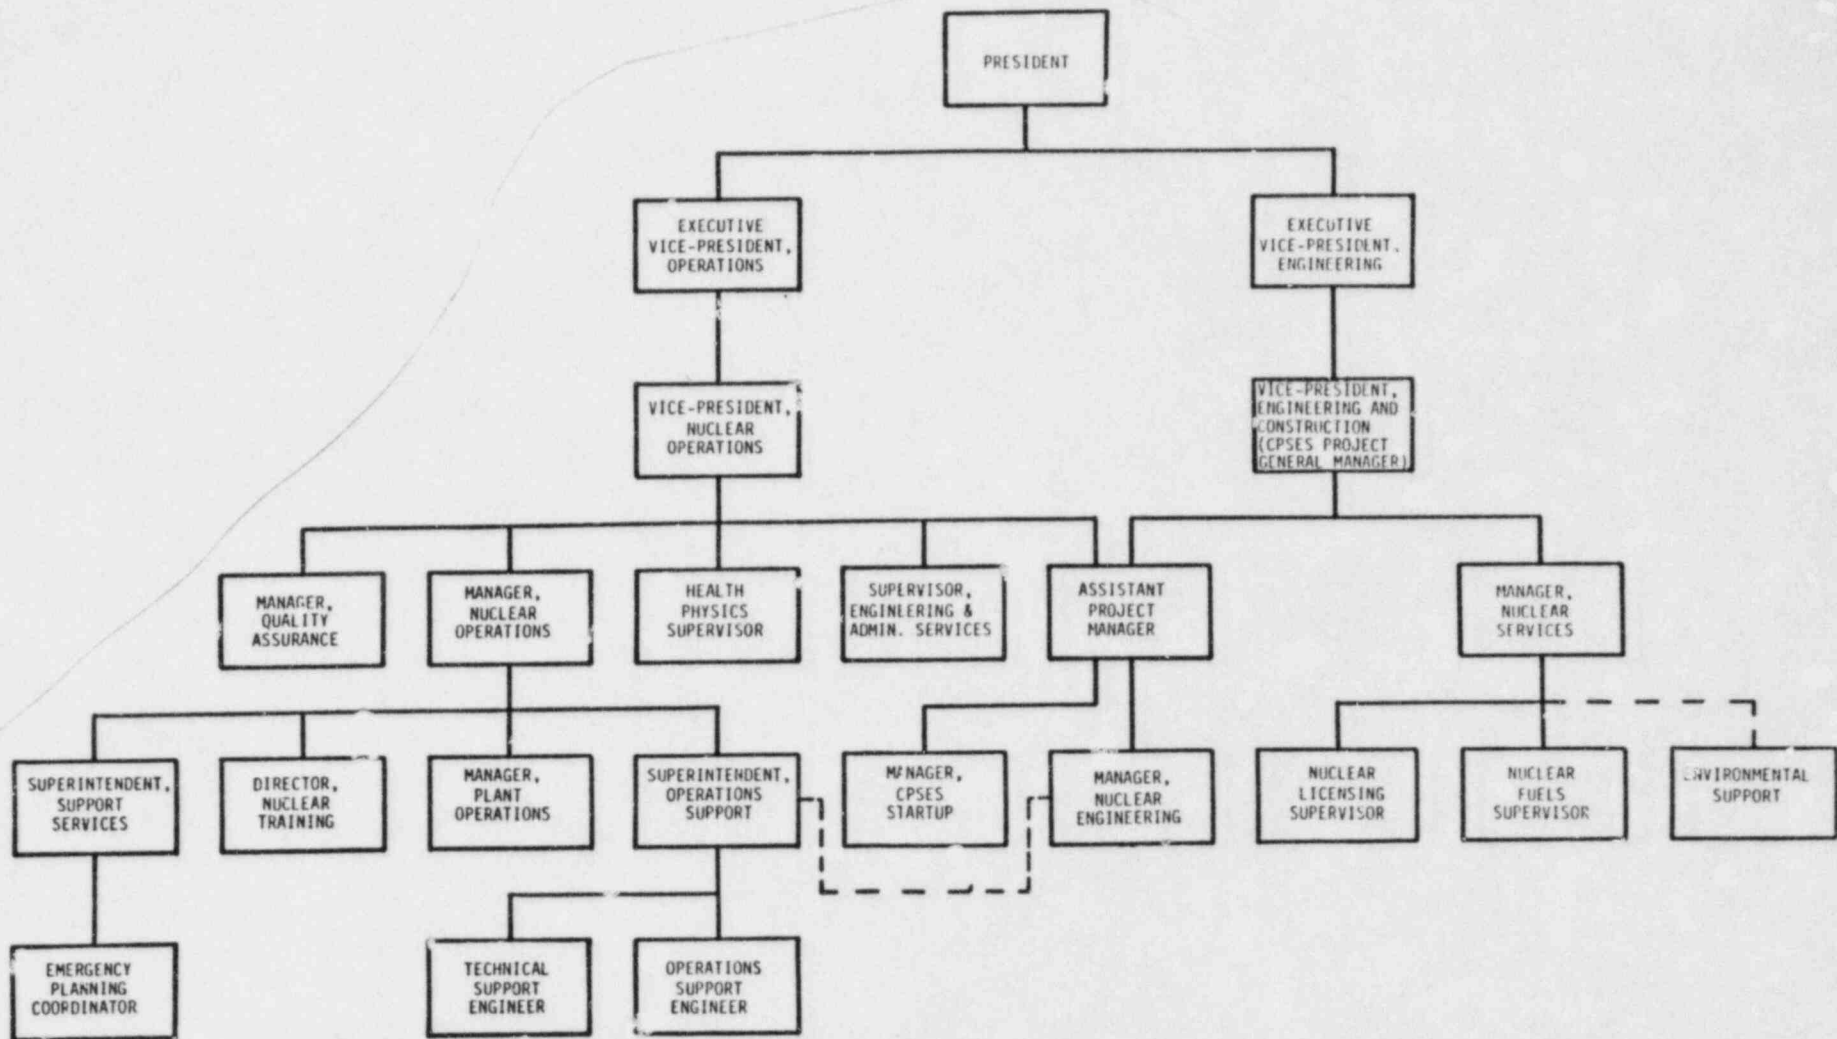 PRESIDENT
EXECUTIVE
VICE-PRESIDENT,
OPERATIONS
EXECUTIVE
VICE-PRESIDENT,
ENGINEERING
VICE-PRESIDENT,
NUCLEAR
OPERATIONS
VICE-PRESIDENT,
ENGINEERING AND
CONSTRUCTION
(CPSES PROJECT
GENERAL MANAGER)
MANAGER,
QUALITY
ASSURANCE
MANAGER,
NUCLEAR
OPERATIONS
HEALTH
PHYSICS
SUPERVISOR
SUPERVISOR,
ENGINEERING &
ADMIN. SERVICES
ASSISTANT
PROJECT
MANAGER
MANAGER,
NUCLEAR
SERVICES
SUPERINTENDENT,
SUPPORT
SERVICES
DIRECTOR,
NUCLEAR
TRAINING
MANAGER,
PLANT
OPERATIONS
SUPERINTENDENT,
OPERATIONS
SUPPORT
MANAGER,
CPSES
STARTUP
MANAGER,
NUCLEAR
ENGINEERING
NUCLEAR
LICENSING
SUPERVISOR
NUCLEAR
FUELS
SUPERVISOR
ENVIRONMENTAL
SUPPORT
EMERGENCY
PLANNING
COORDINATOR
TECHNICAL
SUPPORT
ENGINEER
OPERATIONS
SUPPORT
ENGINEER